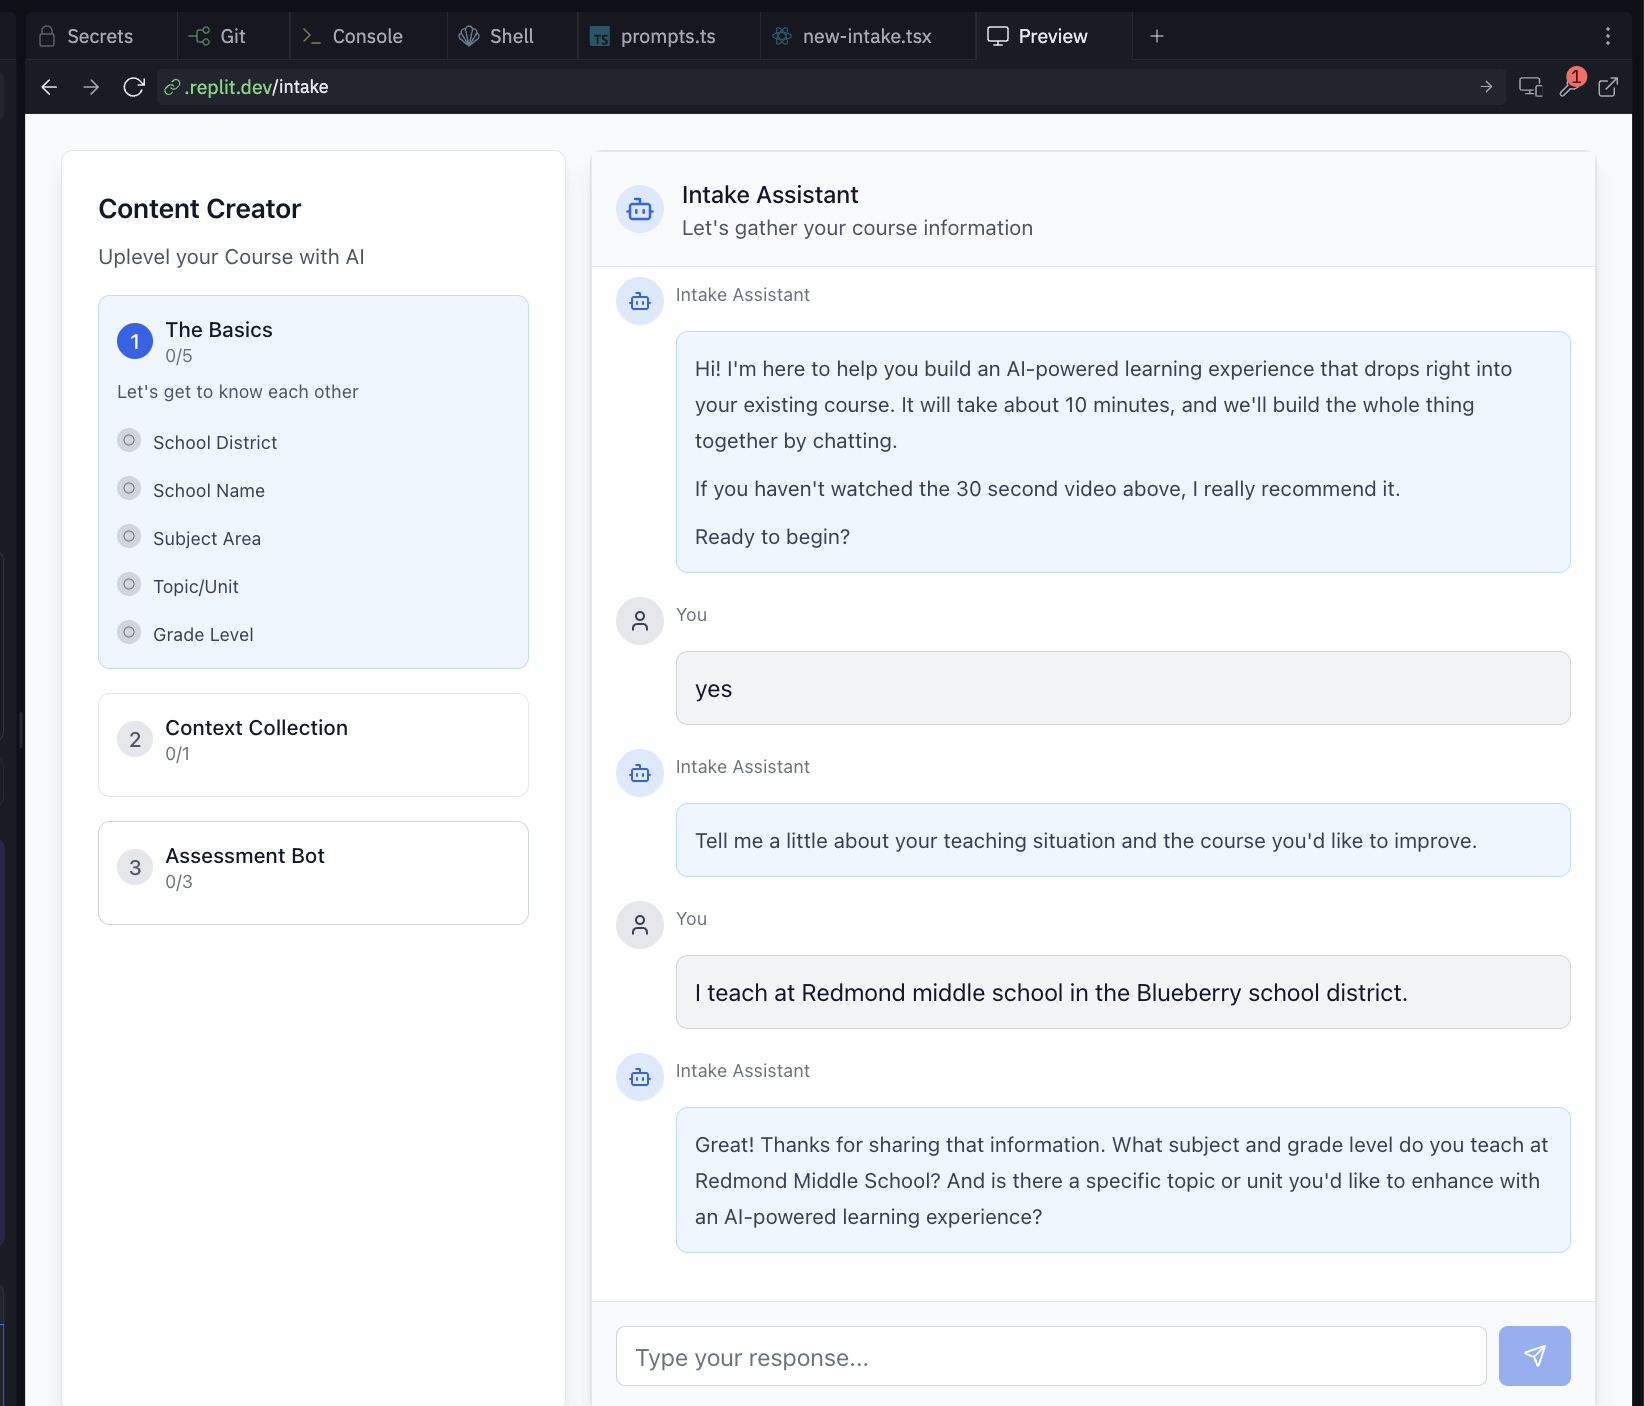 Secrets
Git
Console
Shell
prompts.ts
new-intake.tsx
Preview
.replit.dev/intake
1
Content Creator
Uplevel your Course with AI
1
The Basics
0/5
Let's get to know each other
School District
School Name
Subject Area
Topic/Unit
Grade Level
2
Context Collection
0/1
3
Assessment Bot
0/3
Intake Assistant
Let's gather your course information
Intake Assistant
Hi! I'm here to help you build an AI-powered learning experience that drops right into
your existing course. It will take about 10 minutes, and we'll build the whole thing
together by chatting.
If you haven't watched the 30 second video above, I really recommend it.
Ready to begin?
You
yes
Intake Assistant
Tell me a little about your teaching situation and the course you'd like to improve.
You
I teach at Redmond middle school in the Blueberry school district.
Intake Assistant
Great! Thanks for sharing that information. What subject and grade level do you teach at
Redmond Middle School? And is there a specific topic or unit you'd like to enhance with
an AI-powered learning experience?
Type your response...